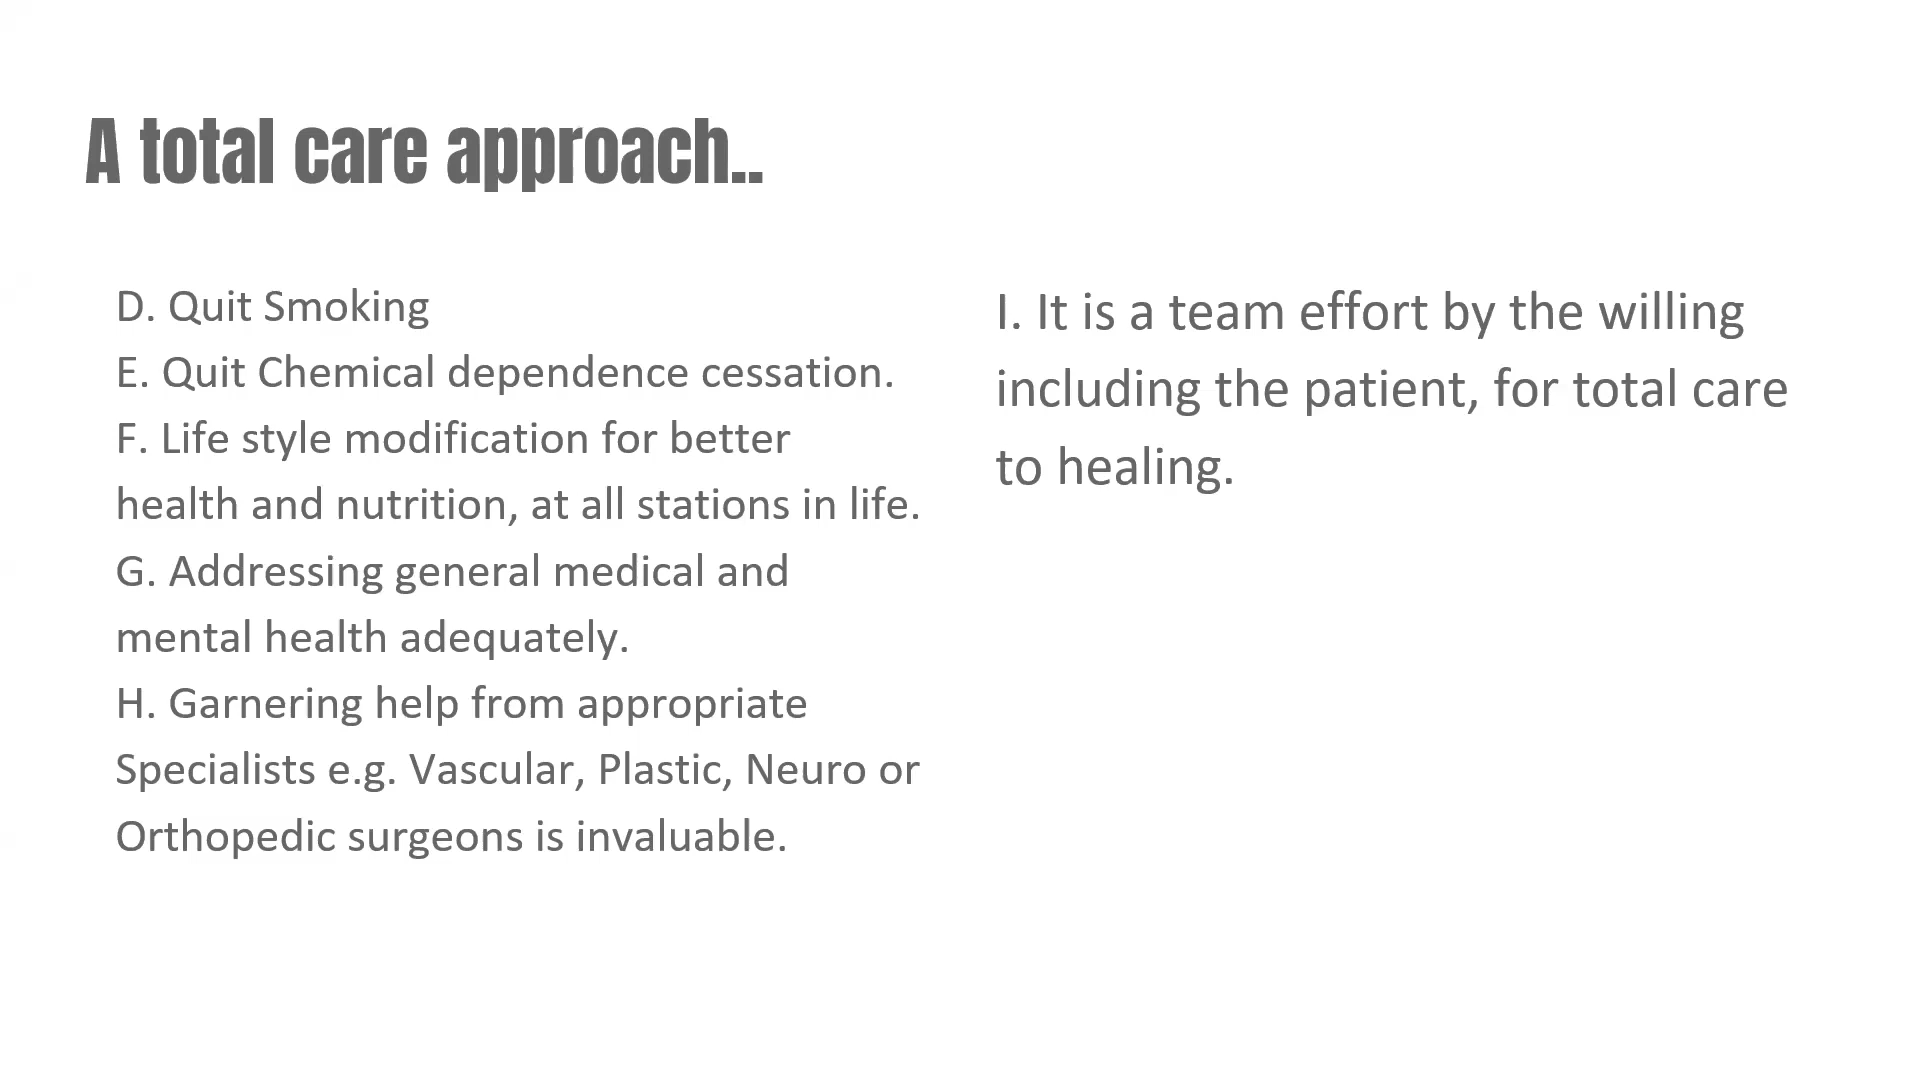 A total care approach..
D. Quit Smoking
E. Quit Chemical dependence cessation.
F. Life style modification for better
health and nutrition, at all stations in life.
G. Addressing general medical and
mental health adequately.
H. Garnering help from appropriate
Specialists e.g. Vascular, Plastic, Neuro or
Orthopedic surgeons is invaluable.
I. It is a team effort by the willing
including the patient, for total care
to healing.